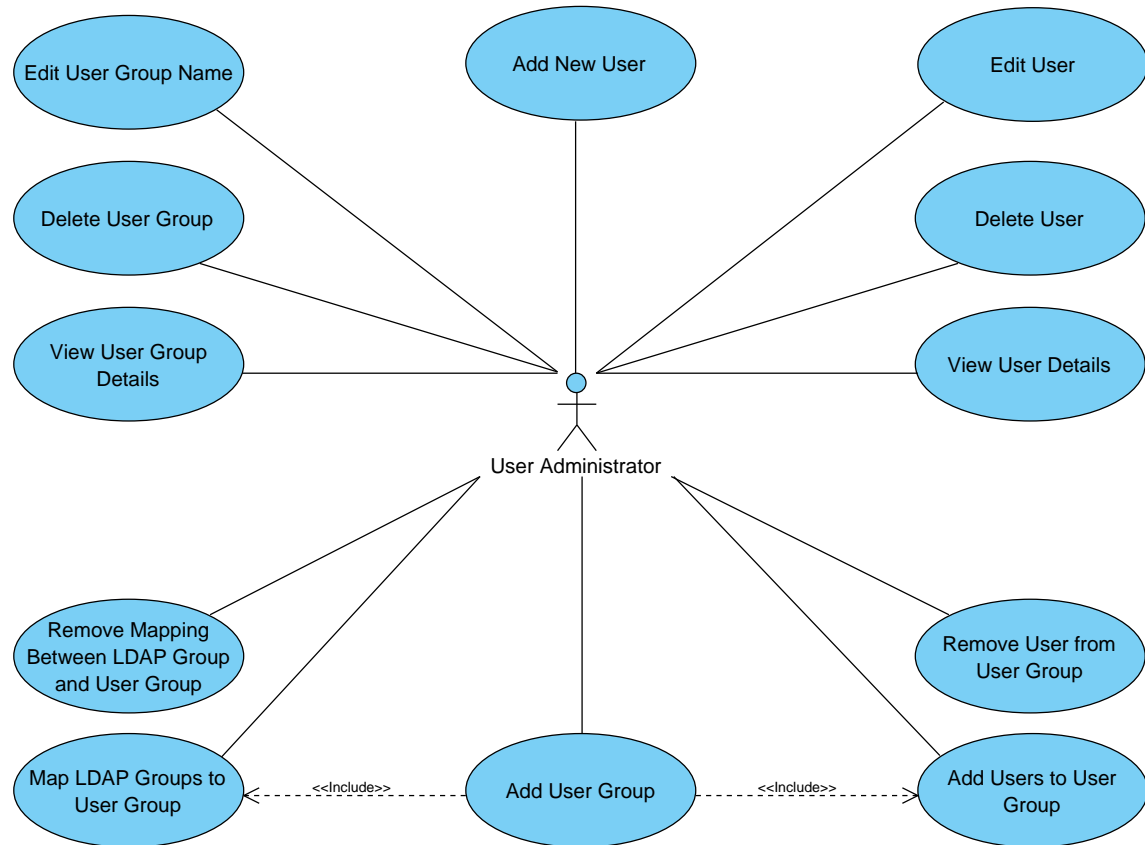 Edit User Group Name
Add New User
Edit User
Delete User Group
Delete User
View User Group
Details
View User Details
User Administrator
Remove Mapping
Between LDAP Group
and User Group
Remove User from
User Group
Map LDAP Groups to
User Group
<<Include>>
Add User Group
<<Include>>
Add Users to User
Group